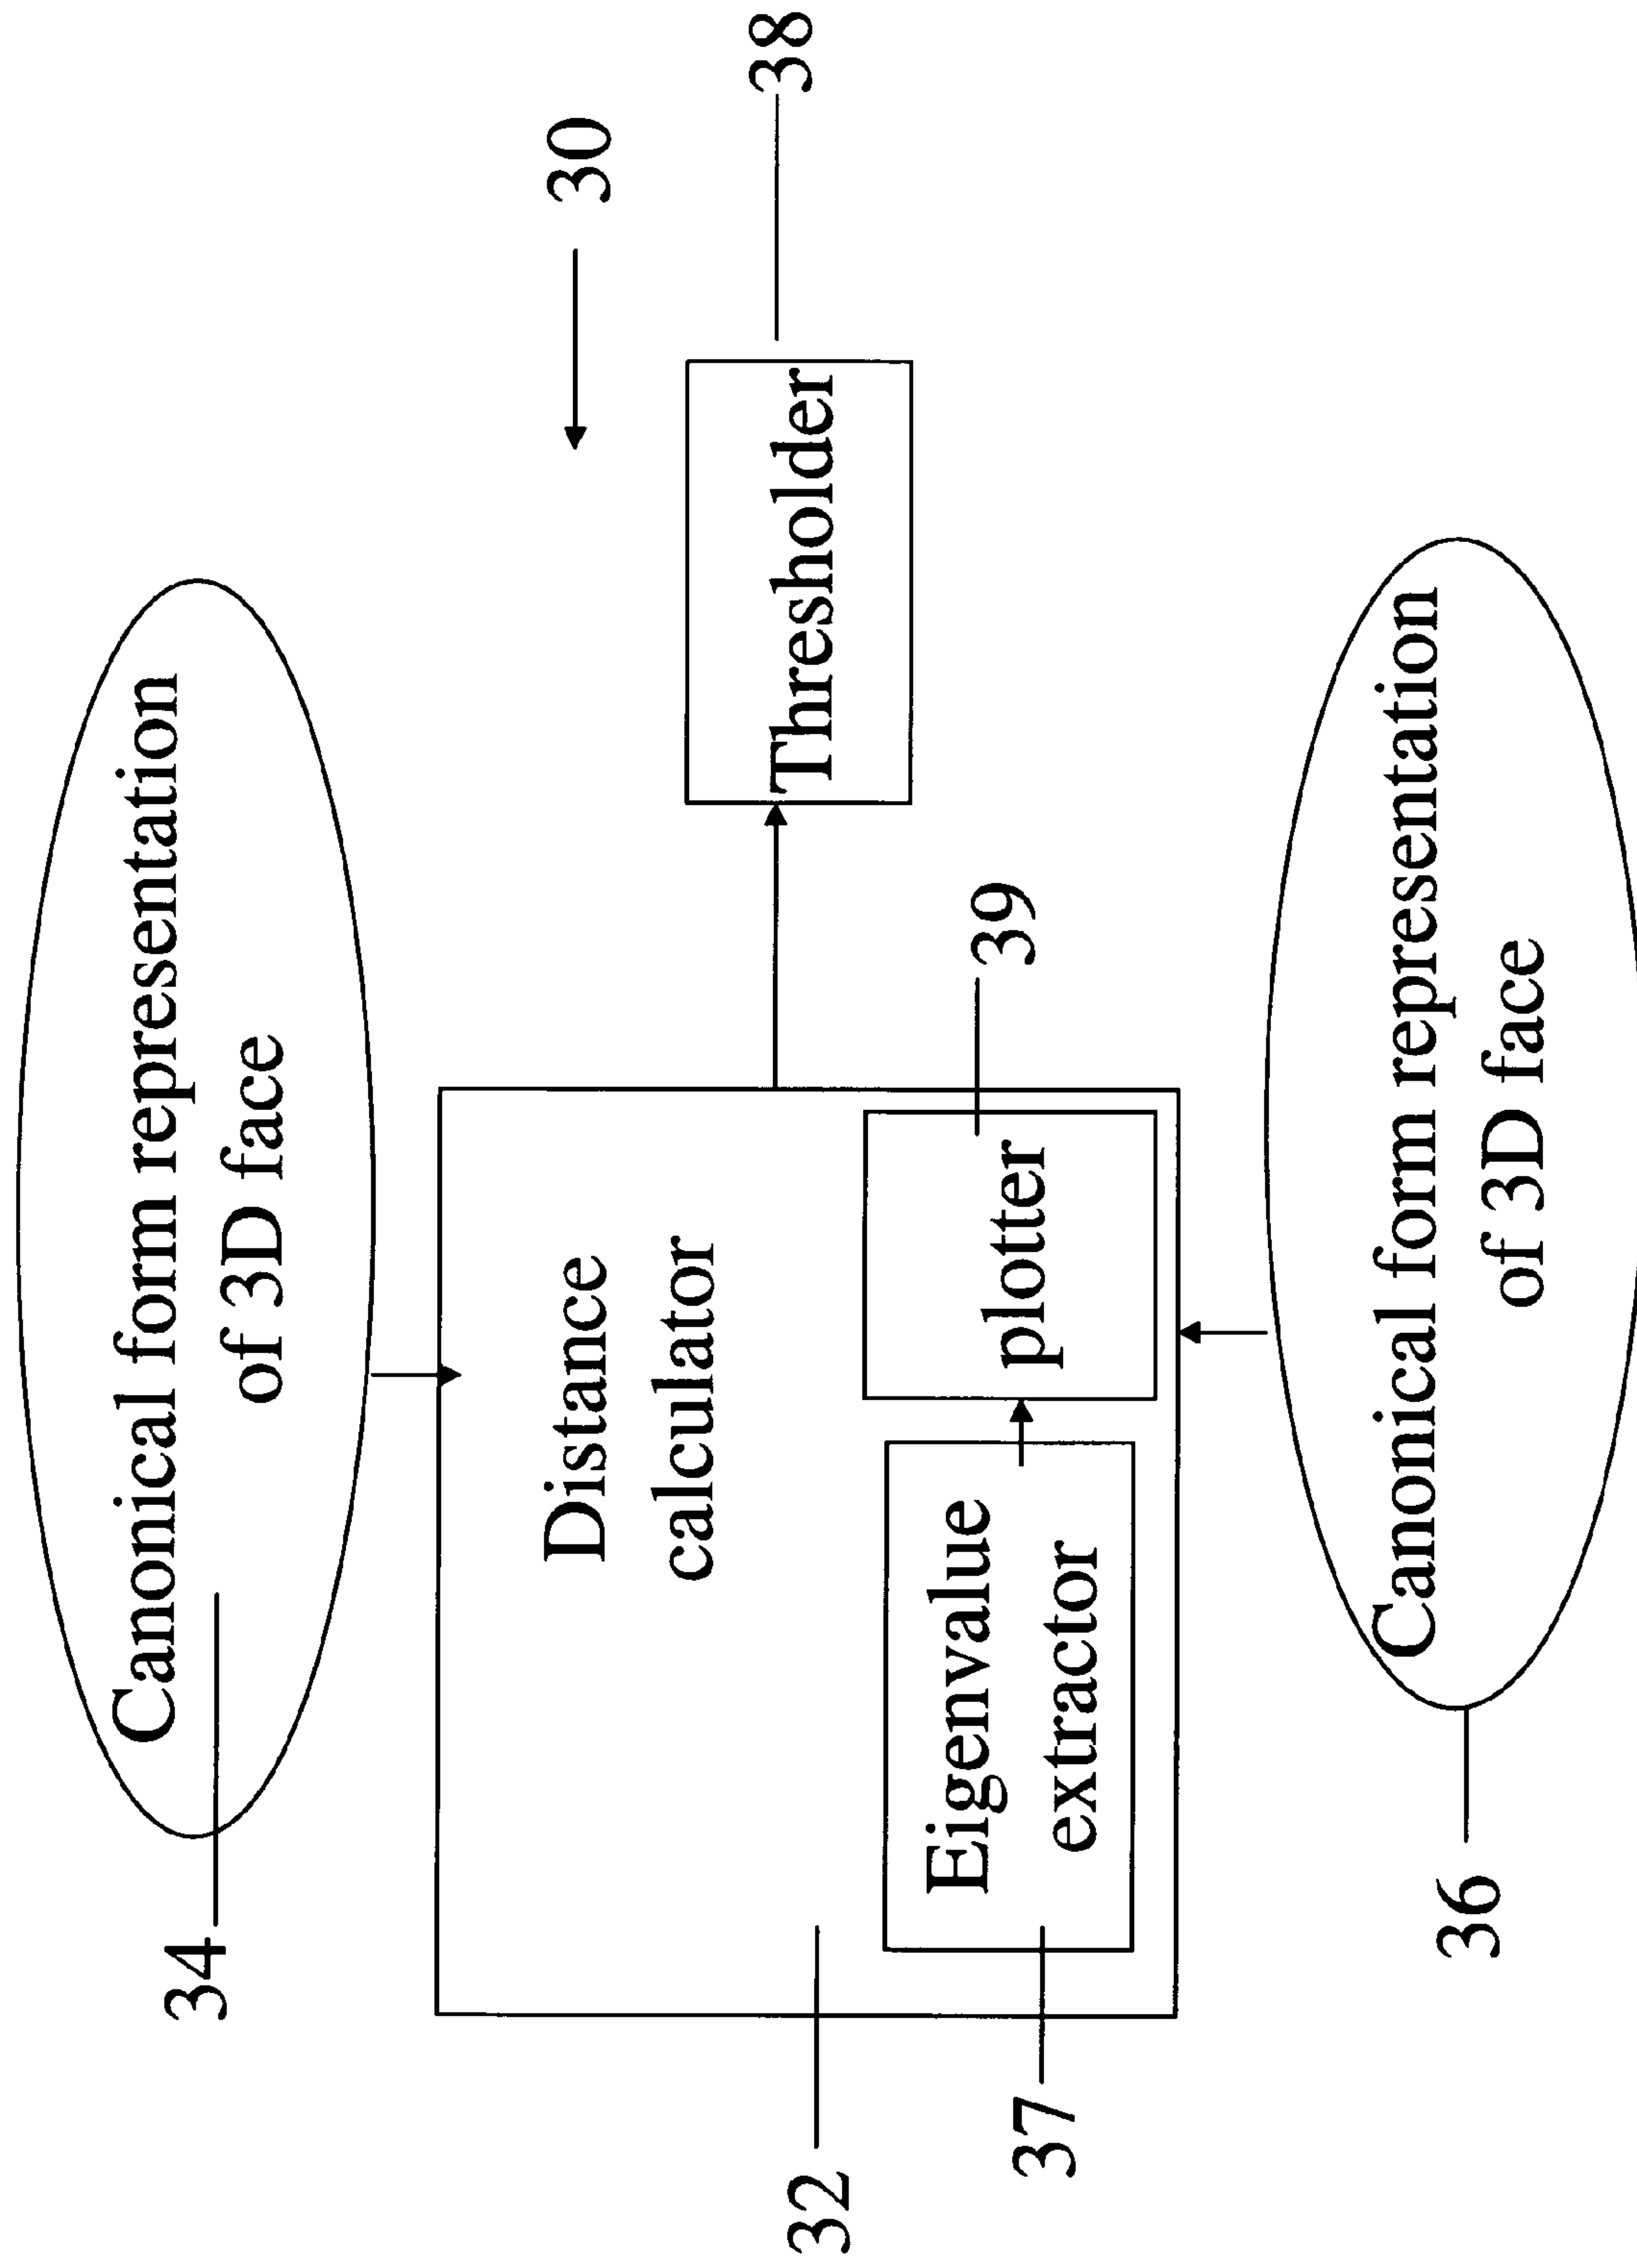 Canonical form representation
of 3D face
34
30
Distance
calculator
Thresholder
38
32
Eigenvalue
extractor
plotter
39
37
Canonical form representation
of 3D face
36